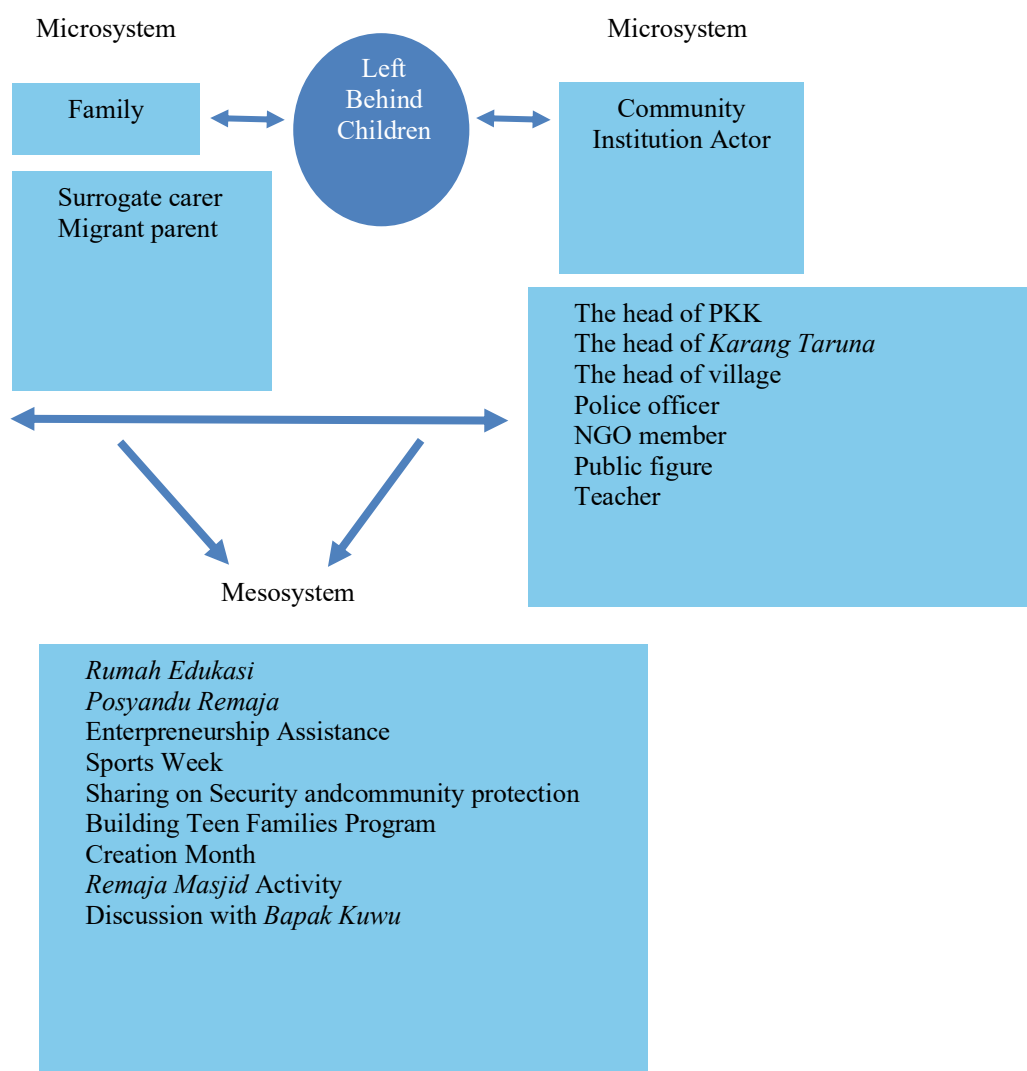 Microsystem
Microsystem
Left
Behind
Children
Family
Community
Institution Actor
Surrogate carer
Migrant parent
The head of PKK
The head of Karang Taruna
The head of village
Police officer
NGO member
Public figure
Teacher
Mesosystem
Rumah Edukasi
Posyandu Remaja
Enterpreneurship Assistance
Sports Week
Sharing on Security andcommunity protection
Building Teen Families Program
Creation Month
Remaja Masjid Activity
Discussion with Bapak Kuwu